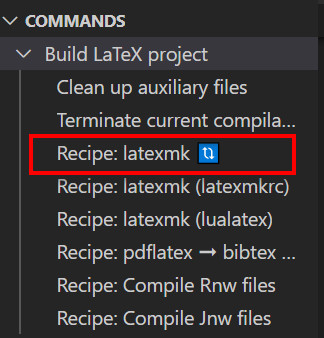 COMMANDS
Build LaTeX project
Clean up auxiliary files
Terminate current compila...
Recipe: latexmk 🔃
Recipe: latexmk (latexmkrc)
Recipe: latexmk (lualatex)
Recipe: pdflatex ➞ bibtex ...
Recipe: Compile Rnw files
Recipe: Compile Jnw files